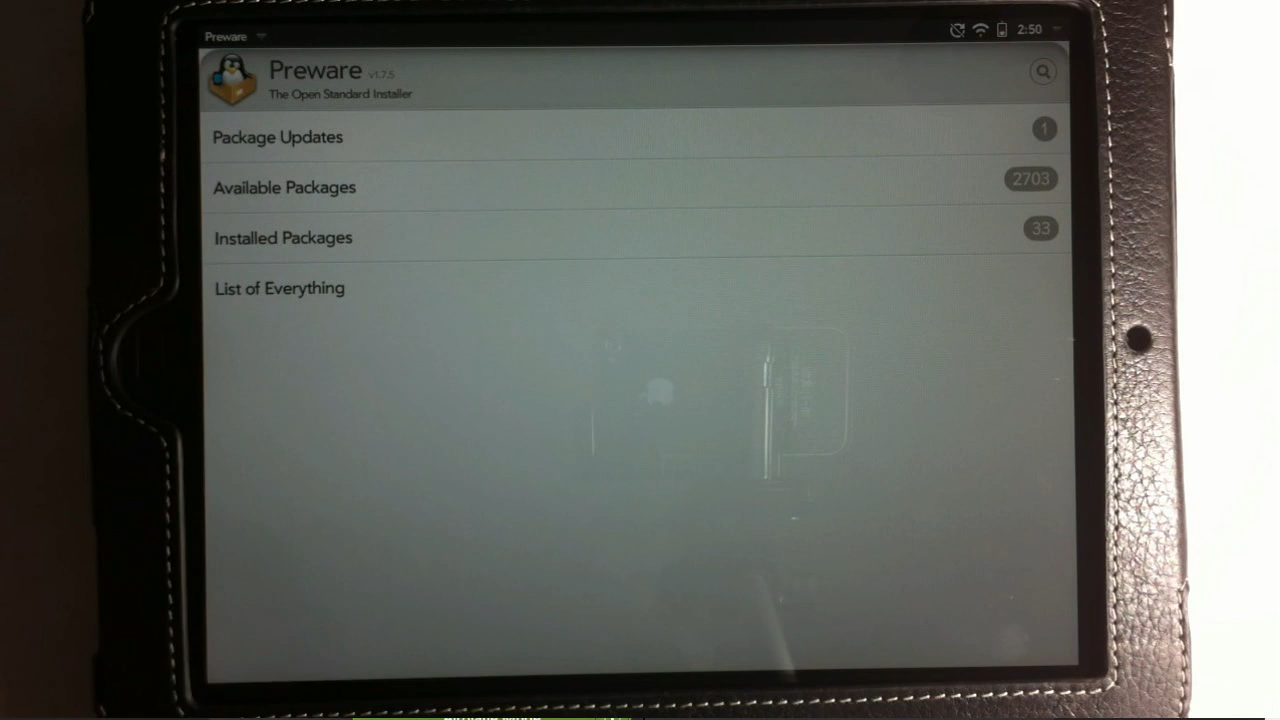 Preware
2:50
Preware v1.7.5
The Open Standard Installer
Package Updates 1
Available Packages 2703
Installed Packages 33
List of Everything